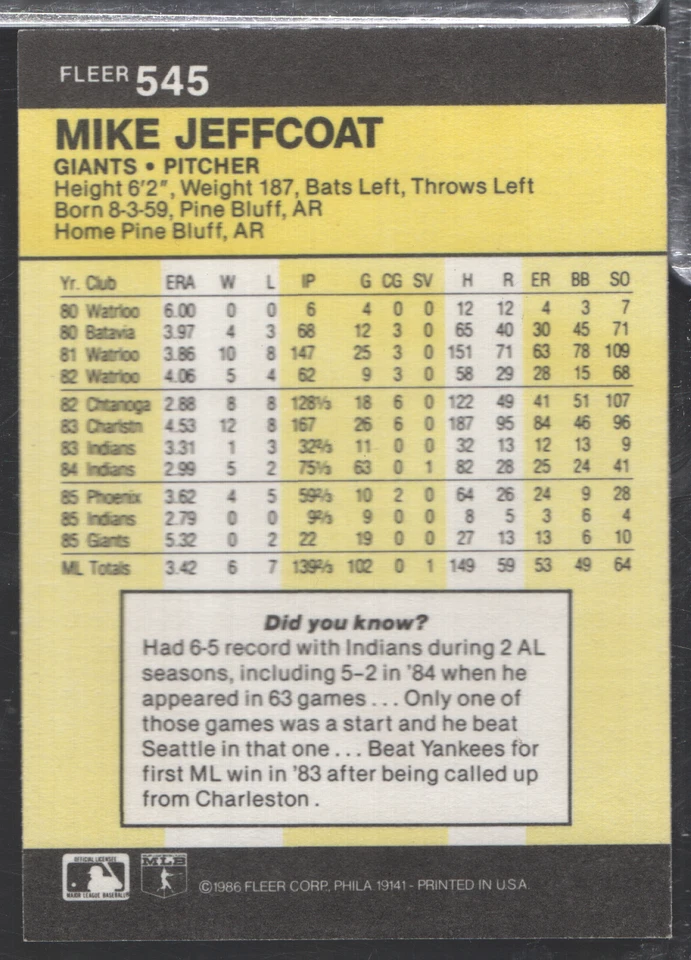 FLEER 545
MIKE JEFFCOAT
GIANTS • PITCHER
Height 6'2", Weight 187, Bats Left, Throws Left
Born 8-3-59, Pine Bluff, AR
Home Pine Bluff, AR
Yr. Club ERA W L IP G CG SV H R ER BB SO
80 Watrloo 6.00 0 0 6 4 0 0 12 12 4 3 7
80 Batavia 3.97 4 3 68 12 3 0 65 40 30 45 71
81 Watrloo 3.86 10 8 147 25 3 0 151 71 63 78 109
82 Watrloo 4.06 5 4 62 9 3 0 58 29 28 15 68
82 Chtanoga 2.88 8 8 128⅓ 18 6 0 122 49 41 51 107
83 Charlstn 4.53 12 8 167 26 6 0 187 95 84 46 96
83 Indians 3.31 1 3 32⅔ 11 0 0 32 13 12 13 9
84 Indians 2.99 5 2 75⅓ 63 0 1 82 28 25 24 41
85 Phoenix 3.62 4 5 59⅔ 10 2 0 64 26 24 9 28
85 Indians 2.79 0 0 9⅔ 9 0 0 8 5 3 6 4
85 Giants 5.32 0 2 22 19 0 0 27 13 13 6 10
ML Totals 3.42 6 7 139⅔ 102 0 1 149 59 53 49 64
Did you know?
Had 6-5 record with Indians during 2 AL
seasons, including 5-2 in '84 when he
appeared in 63 games ... Only one of
those games was a start and he beat
Seattle in that one ... Beat Yankees for
first ML win in '83 after being called up
from Charleston .
OFFICIAL LICENSEE
MAJOR LEAGUE BASEBALL
MLB
©1986 FLEER CORP., PHILA 19141 - PRINTED IN U.S.A.